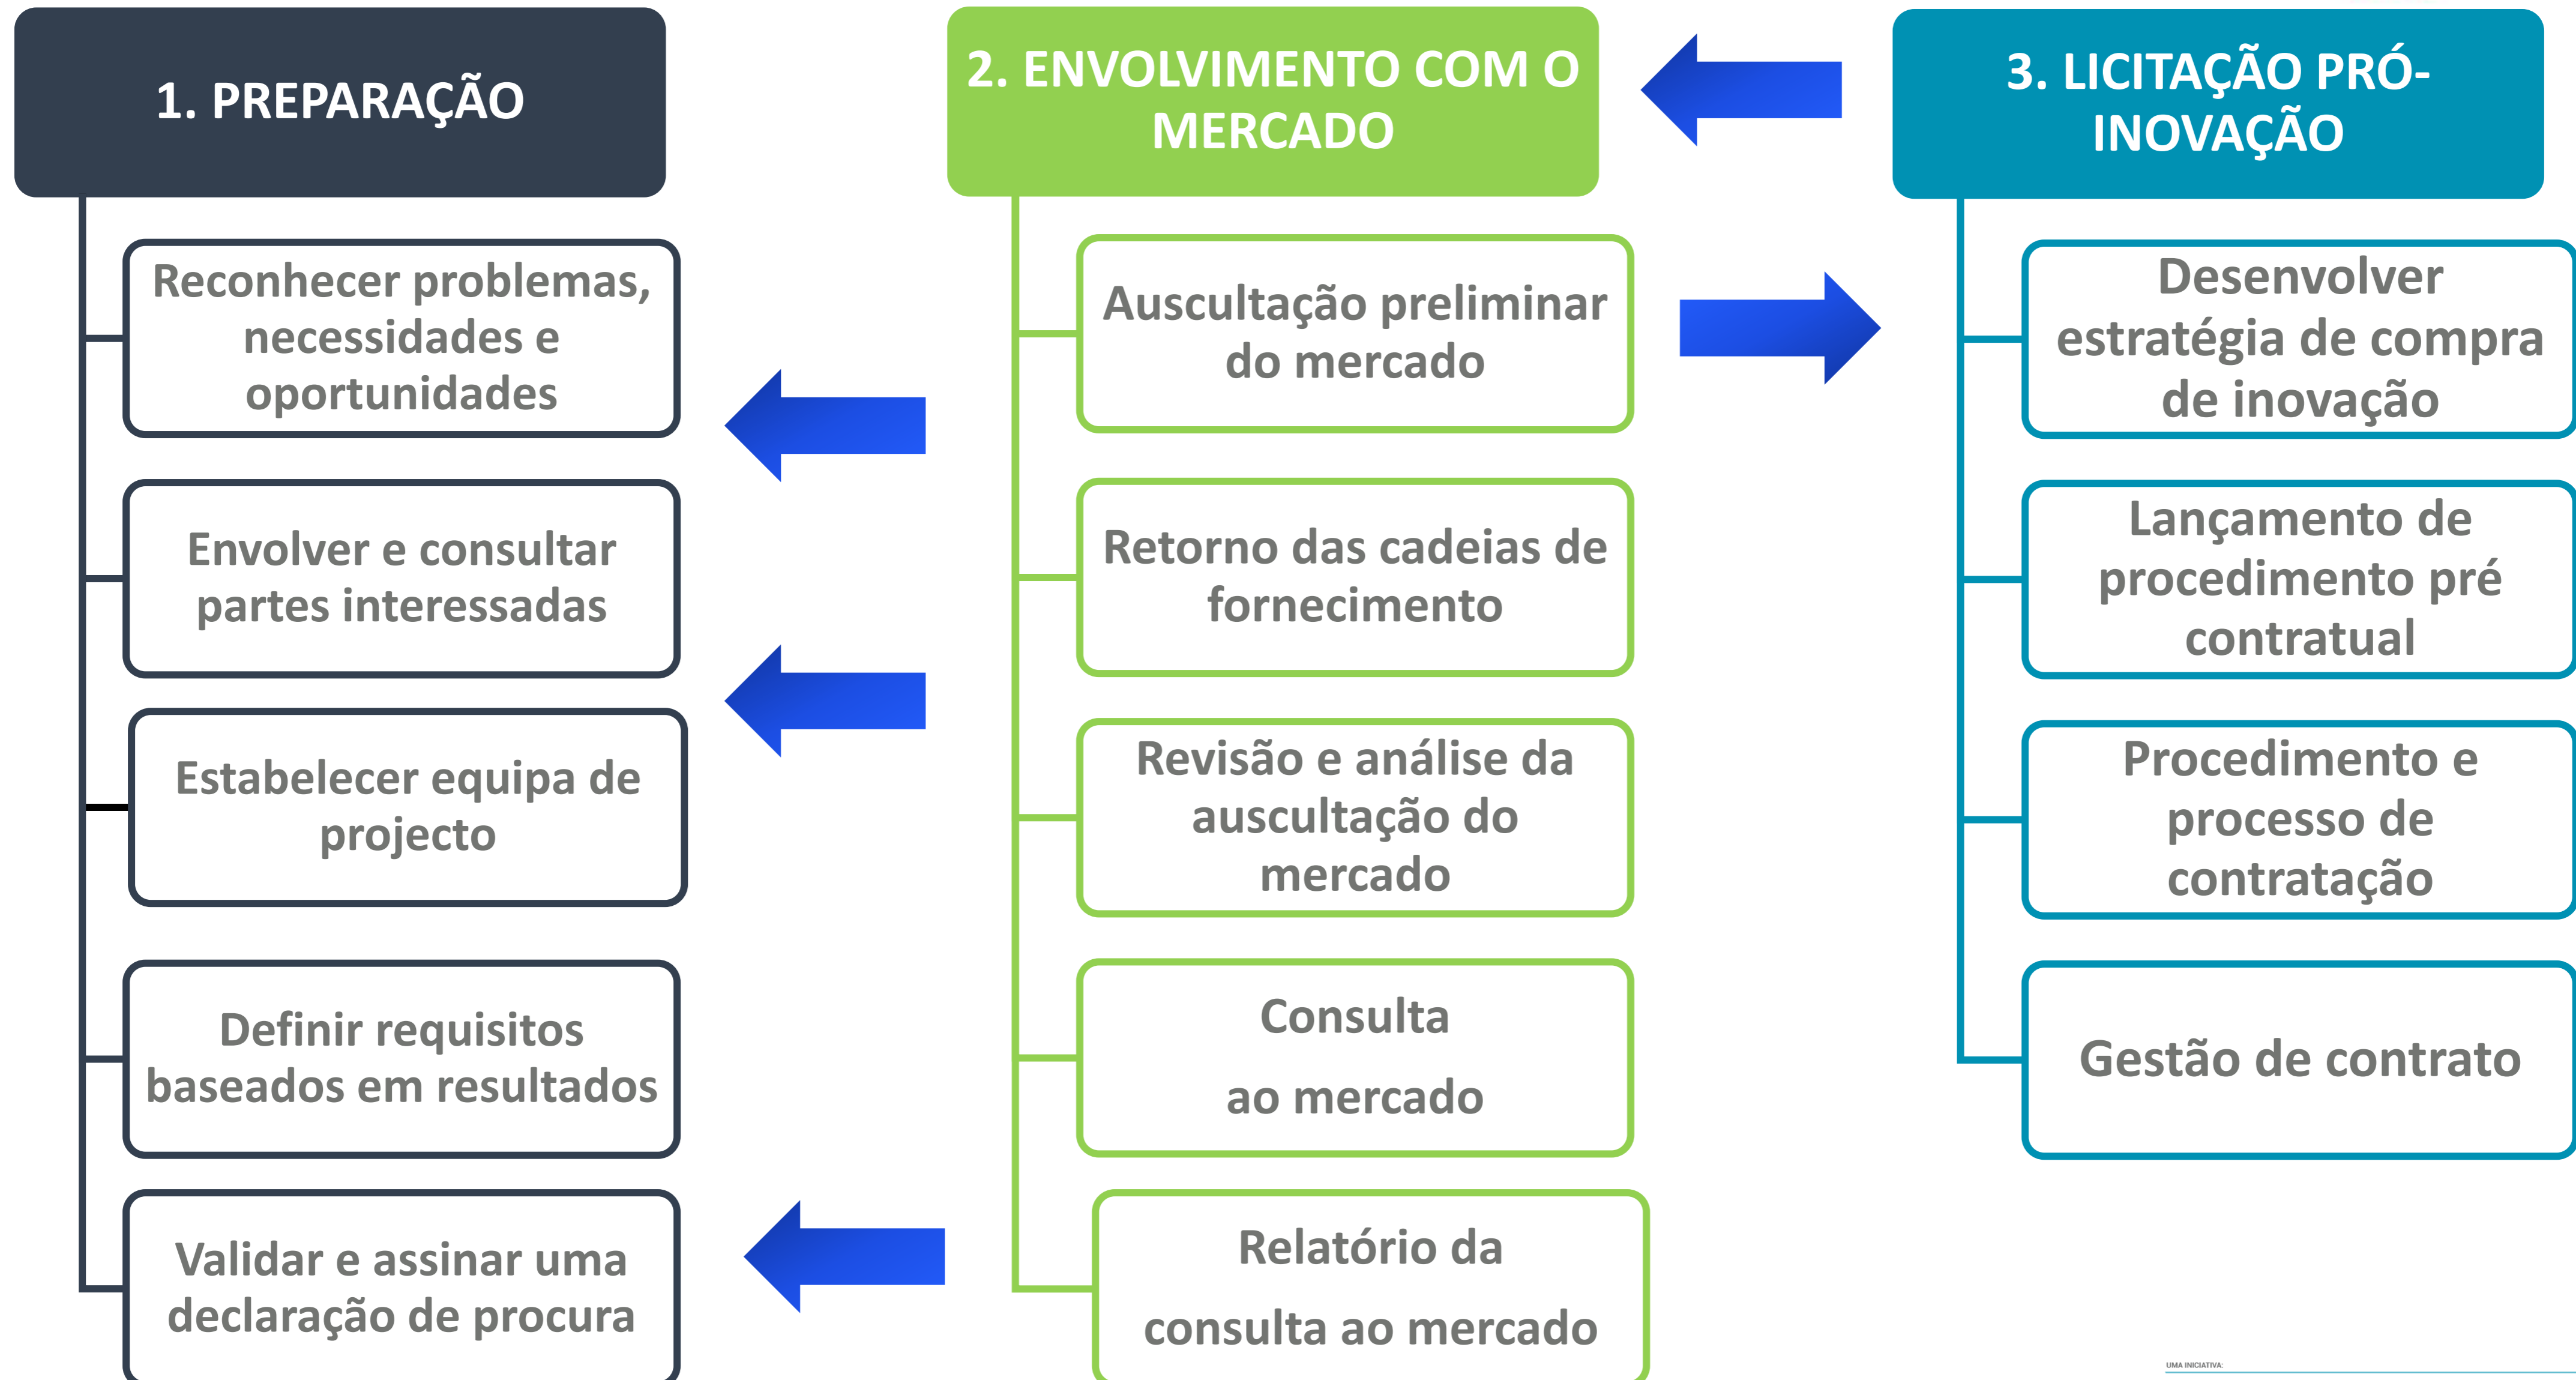 1. PREPARAÇÃO
Reconhecer problemas,
necessidades e
oportunidades
Envolver e consultar
partes interessadas
Estabelecer equipa de
projecto
Definir requisitos
baseados em resultados
Validar e assinar uma
declaração de procura
2. ENVOLVIMENTO COM O
MERCADO
Auscultação preliminar
do mercado
Retorno das cadeias de
fornecimento
Revisão e análise da
auscultação do
mercado
Consulta
ao mercado
Relatório da
consulta ao mercado
3. LICITAÇÃO PRÓ-
INOVAÇÃO
Desenvolver
estratégia de compra
de inovação
Lançamento de
procedimento pré
contratual
Procedimento e
processo de
contratação
Gestão de contrato
UMA INICIATIVA: